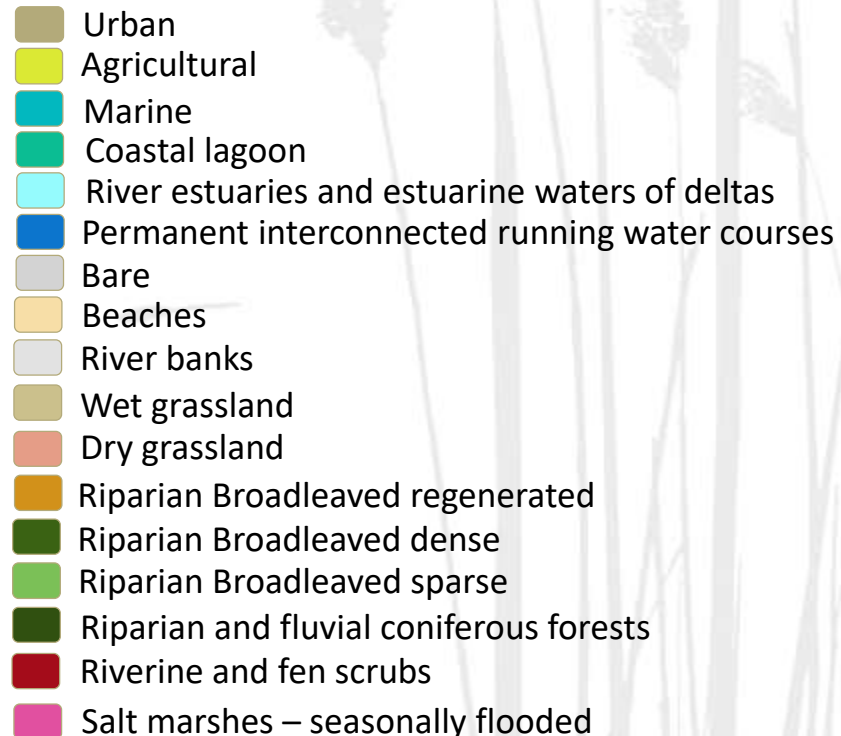 Urban
Agricultural
Marine
Coastal lagoon
River estuaries and estuarine waters of deltas
Permanent interconnected running water courses
Bare
Beaches
River banks
Wet grassland
Dry grassland
Riparian Broadleaved regenerated
Riparian Broadleaved dense
Riparian Broadleaved sparse
Riparian and fluvial coniferous forests
Riverine and fen scrubs
Salt marshes – seasonally flooded